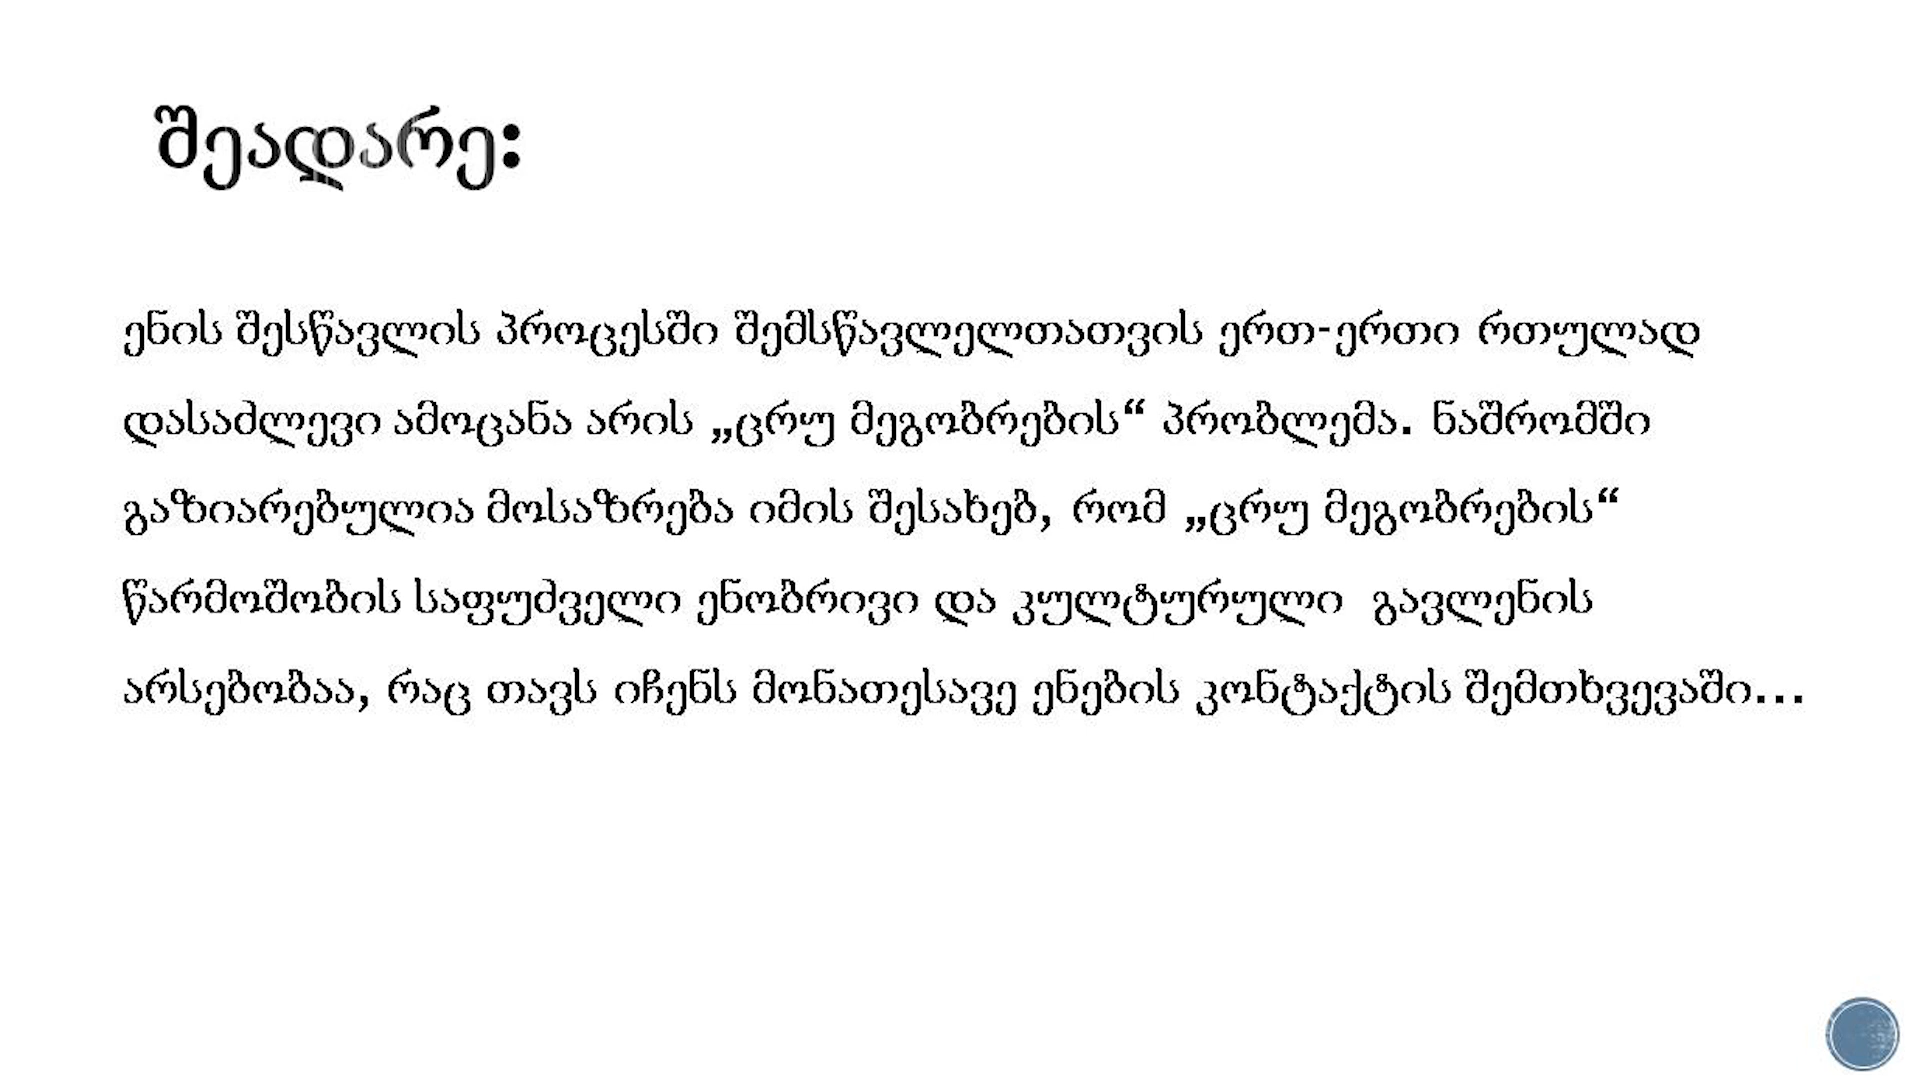 შეადარე:
ენის შესწავლის პროცესში შემსწავლელთათვის ერთ-ერთი რთულად
დასაძლევი ამოცანა არის „ცრუ მეგობრების“ პრობლემა. ნაშრომში
გაზიარებულია მოსაზრება იმის შესახებ, რომ „ცრუ მეგობრების“
წარმოშობის საფუძველი ენობრივი და კულტურული გავლენის
არსებობაა, რაც თავს იჩენს მონათესავე ენების კონტაქტის შემთხვევაში...